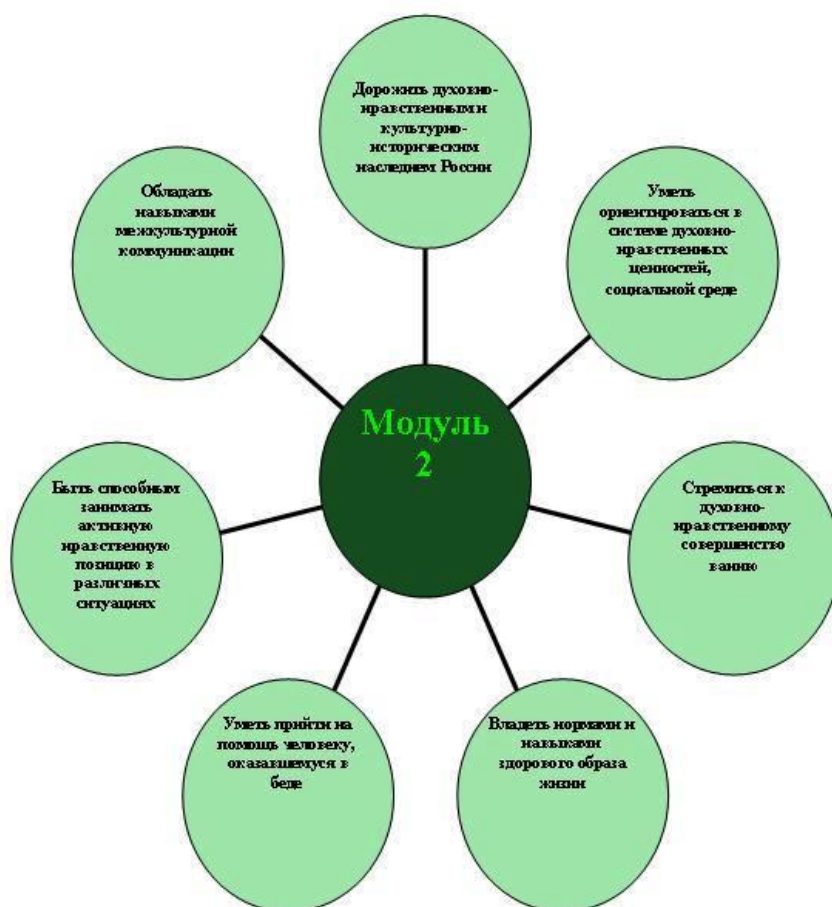 Дорожить духовно-
нравственным и
культурно-
историческим
наследием России
Уметь
ориентироваться в
системе духовно-
нравственных
ценностей,
социальной среде
Стремиться к
духовно-
нравственному
совершенство
ванию
Владеть нормами и
навыками
здорового образа
жизни
Уметь прийти на
помощь человеку,
оказавшемуся в
беде
Быть способным
занимать
активную
нравственную
позицию в
различных
ситуациях
Обладать
навыками
межкультурной
коммуникации
Модуль
2